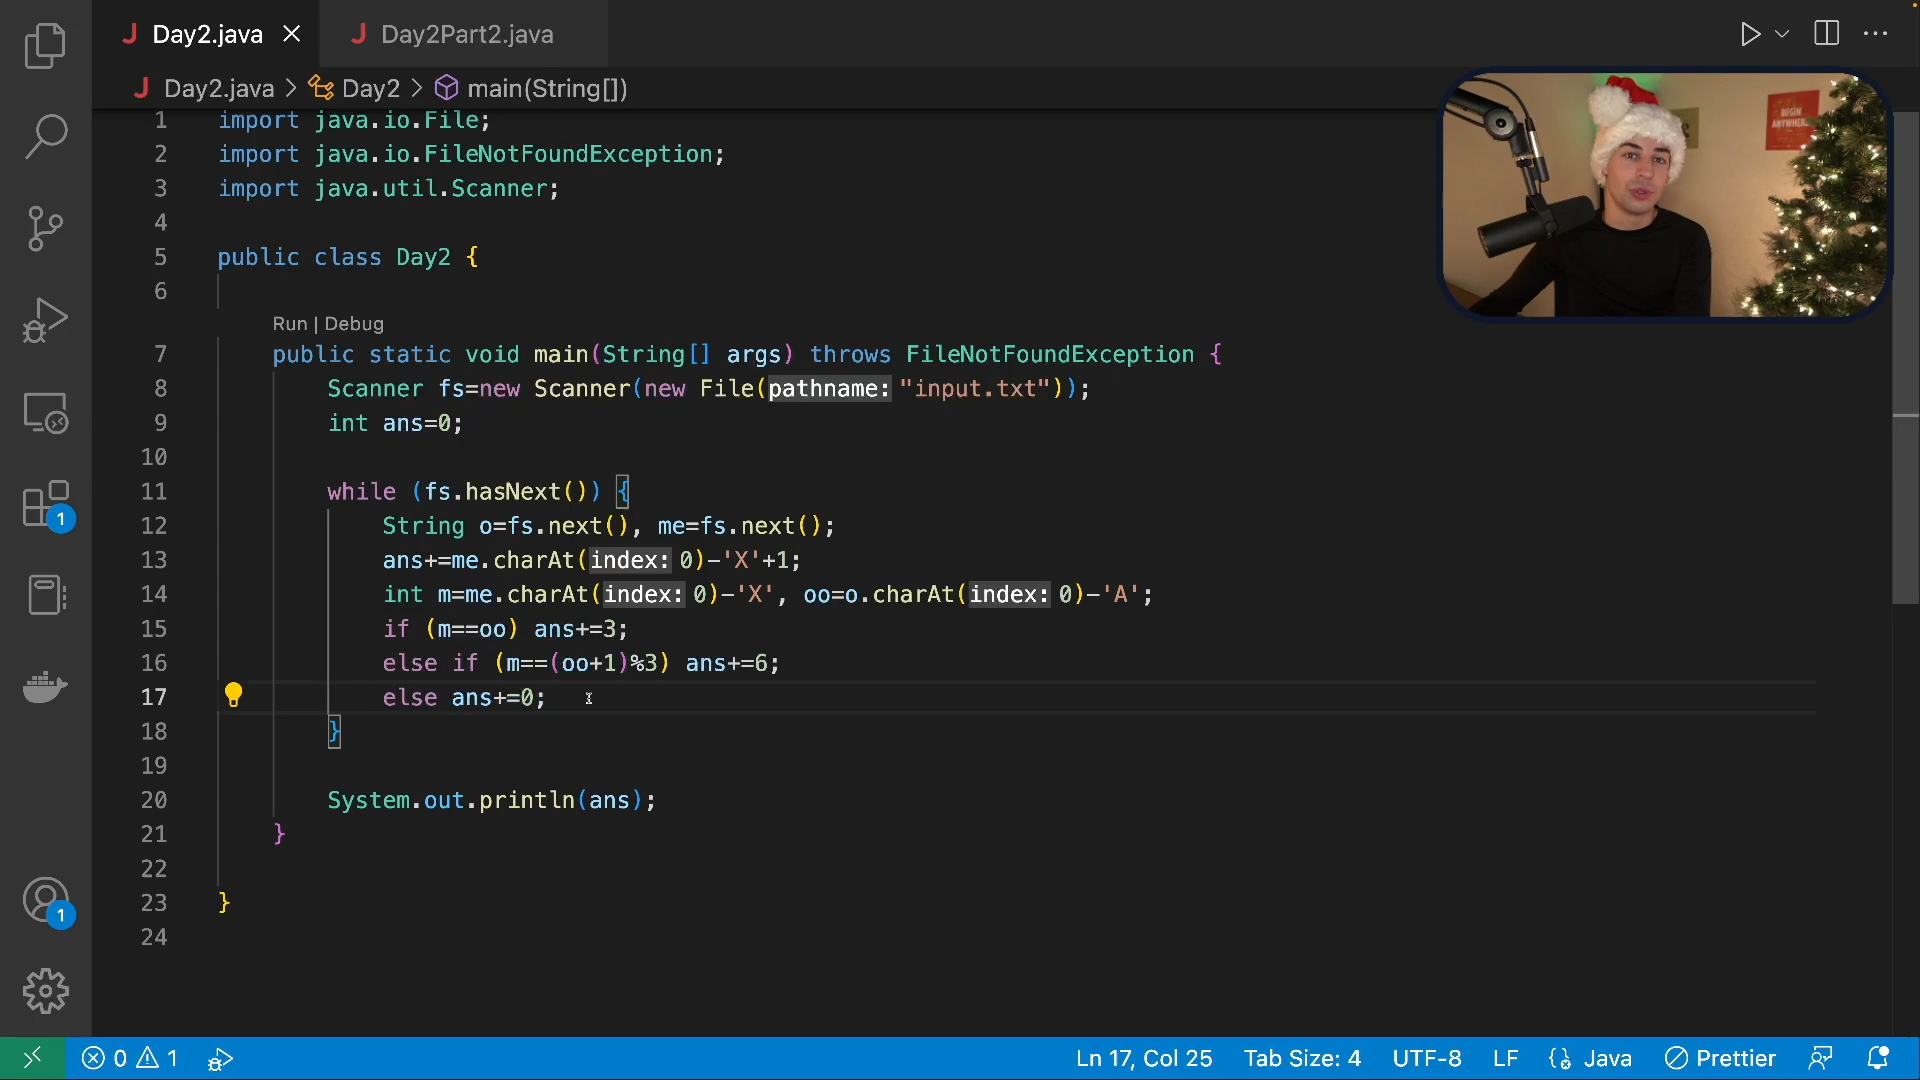 J Day2.java
J Day2Part2.java
J Day2.java > Day2 > main(String[])
BEGIN
ANYWHERE.
1 import java.io.File;
2 import java.io.FileNotFoundException;
3 import java.util.Scanner;
4
5 public class Day2 {
6
Run | Debug
7 public static void main(String[] args) throws FileNotFoundException {
8 Scanner fs=new Scanner(new File(pathname: "input.txt"));
9 int ans=0;
10
11 while (fs.hasNext()) {
12 String o=fs.next(), me=fs.next();
13 ans+=me.charAt(index: 0)-'X'+1;
14 int m=me.charAt(index: 0)-'X', oo=o.charAt(index: 0)-'A';
15 if (m==oo) ans+=3;
16 else if (m==(oo+1)%3) ans+=6;
17 else ans+=0;
18 }
19
20 System.out.println(ans);
21 }
22
23 }
24
1
1
0 1 Ln 17, Col 25 Tab Size: 4 UTF-8 LF Java Prettier